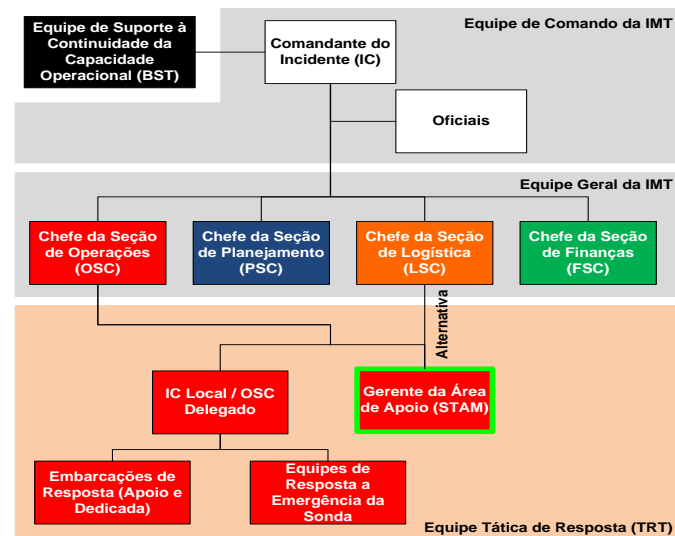 Equipe de Suporte à
Continuidade da
Capacidade
Operacional (BST)
Comandante do
Incidente (IC)
Equipe de Comando da IMT
Oficiais
Equipe Geral da IMT
Chefe da Seção
de Operações
(OSC)
Chefe da Seção
de Planejamento
(PSC)
Chefe da Seção
de Logística
(LSC)
Chefe da Seção
de Finanças
(FSC)
Alternativa
IC Local / OSC
Delegado
Gerente da Área
de Apoio (STAM)
Embarcações de
Resposta (Apoio e
Dedicada)
Equipes de
Resposta a
Emergência da
Sonda
Equipe Tática de Resposta (TRT)